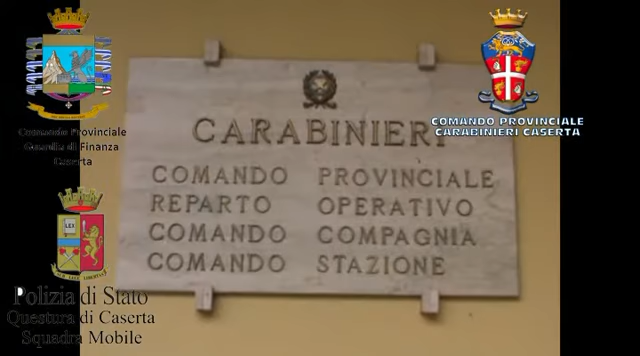 CARABINIERI
COMANDO PROVINCIALE
REPARTO OPERATIVO
COMANDO COMPAGNIA
COMANDO STAZIONE
Comando Provinciale
Guardia di Finanza
Caserta
COMANDO PROVINCIALE
CARABINIERI CASERTA
LEX
Polizia di Stato
Questura di Caserta
Squadra Mobile